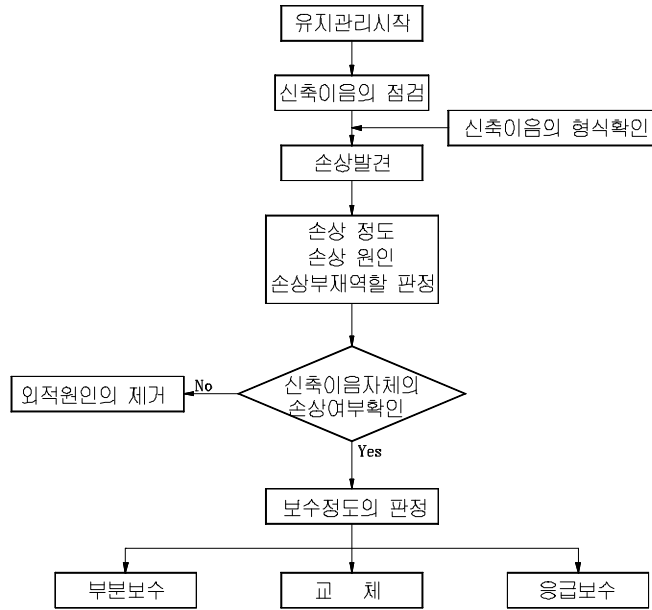 유지관리시작
신축이음의 점검
신축이음의 형식확인
손상발견
손상 정도
손상 원인
손상부재역할 판정
신축이음자체의
손상여부확인
No
외적원인의 제거
Yes
보수정도의 판정
부분보수
교 체
응급보수